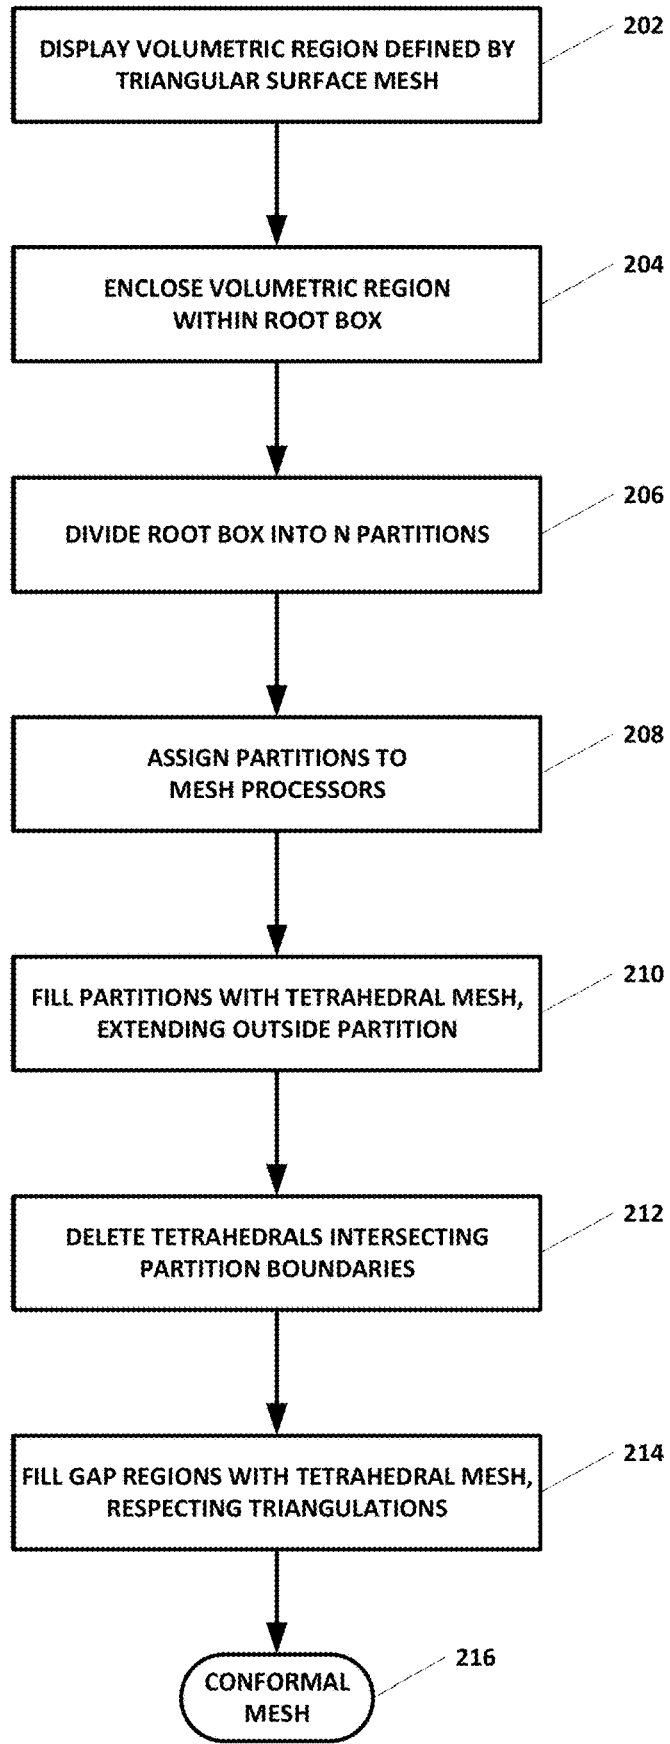 202
DISPLAY VOLUMETRIC REGION DEFINED BY
TRIANGULAR SURFACE MESH
204
ENCLOSE VOLUMETRIC REGION
WITHIN ROOT BOX
206
DIVIDE ROOT BOX INTO N PARTITIONS
208
ASSIGN PARTITIONS TO
MESH PROCESSORS
210
FILL PARTITIONS WITH TETRAHEDRAL MESH,
EXTENDING OUTSIDE PARTITION
212
DELETE TETRAHEDRALS INTERSECTING
PARTITION BOUNDARIES
214
FILL GAP REGIONS WITH TETRAHEDRAL MESH,
RESPECTING TRIANGULATIONS
216
CONFORMAL
MESH